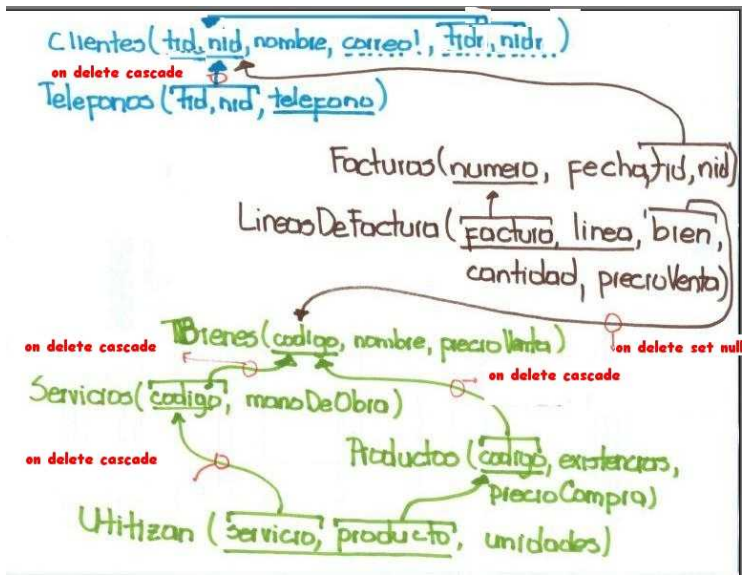 Clientes(tid, nid, nombre, correo!, tidr, nidr)
on delete cascade
Telefonos(tid, nid, telefono)
Facturas(numero, fecha, tid, nid)
LineasDeFactura(factura, linea, bien,
cantidad, precioVenta)
Bienes(codigo, nombre, precioVenta)
on delete cascade
on delete set null
on delete cascade
Servicios(codigo, manoDeObra)
on delete cascade
Productos(codigo, existencias,
precioCompra)
Utilizan (servicio, producto, unidades)